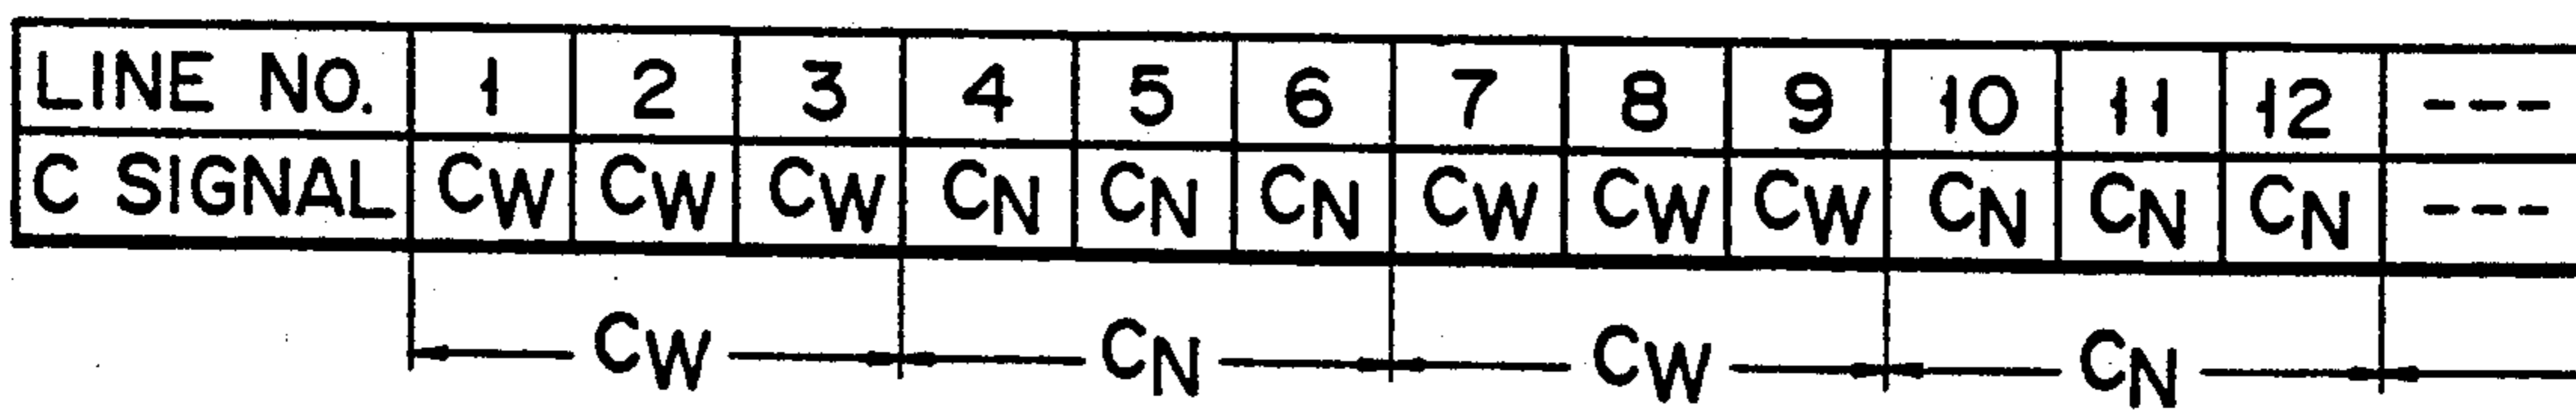 LINE NO. 1 2 3 4 5 6 7 8 9 10 11 12 ---
C SIGNAL CW CW CW CN CN CN CW CW CW CN CN CN ---
CW CN CW CN